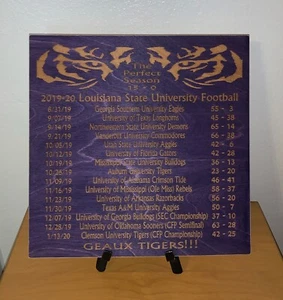 The
Perfect
Season
15 - 0
2019-20 Louisiana State University Football
8/31/19 Georgia Southern University Eagles 55 - 3
9/07/19 University of Texas Longhorns 45 - 38
9/14/19 Northwestern State University Demons 65 - 14
9/21/19 Vanderbilt University Commodores 66 - 38
10/05/19 Utah State University Aggies 42 - 6
10/12/19 University of Florida Gators 42 - 28
10/19/19 Mississippi State University Bulldogs 36 - 13
10/26/19 Auburn University Tigers 23 - 20
11/09/19 University of Alabama Crimson Tide 46 - 41
11/16/19 University of Mississippi (Ole Miss) Rebels 58 - 37
11/23/19 University of Arkansas Razorbacks 56 - 20
11/30/19 Texas A&M University Aggies 50 - 7
12/07/19 University of Georgia Bulldogs (SEC Championship) 37 - 10
12/28/19 University of Oklahoma Sooners (CFP Semifinal) 63 - 28
1/13/20 Clemson University Tigers (CFP Championship) 42 - 25
GEAUX TIGERS!!!